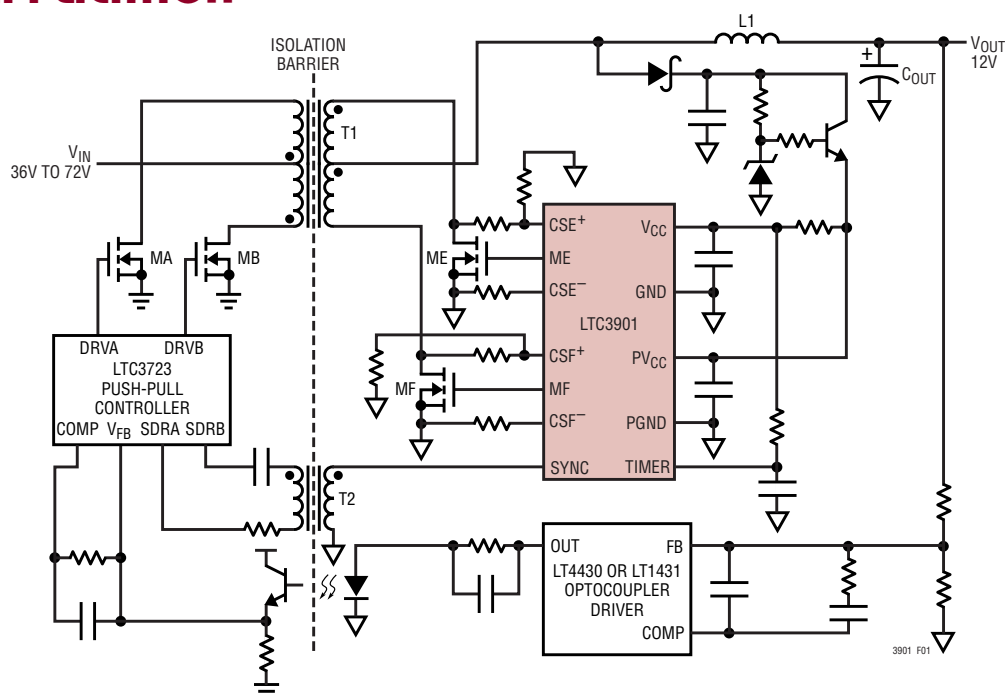 ISOLATION
BARRIER
L1
VOUT
12V
COUT
T1
VIN
36V TO 72V
MA
MB
ME
MF
CSE+
ME
CSE−
CSF+
MF
CSF−
SYNC
LTC3901
VCC
GND
PVCC
PGND
TIMER
DRVA DRVB
LTC3723
PUSH-PULL
CONTROLLER
COMP VFB SDRA SDRB
T2
OUT
FB
LT4430 OR LT1431
OPTOCOUPLER
DRIVER
COMP
3901 F01